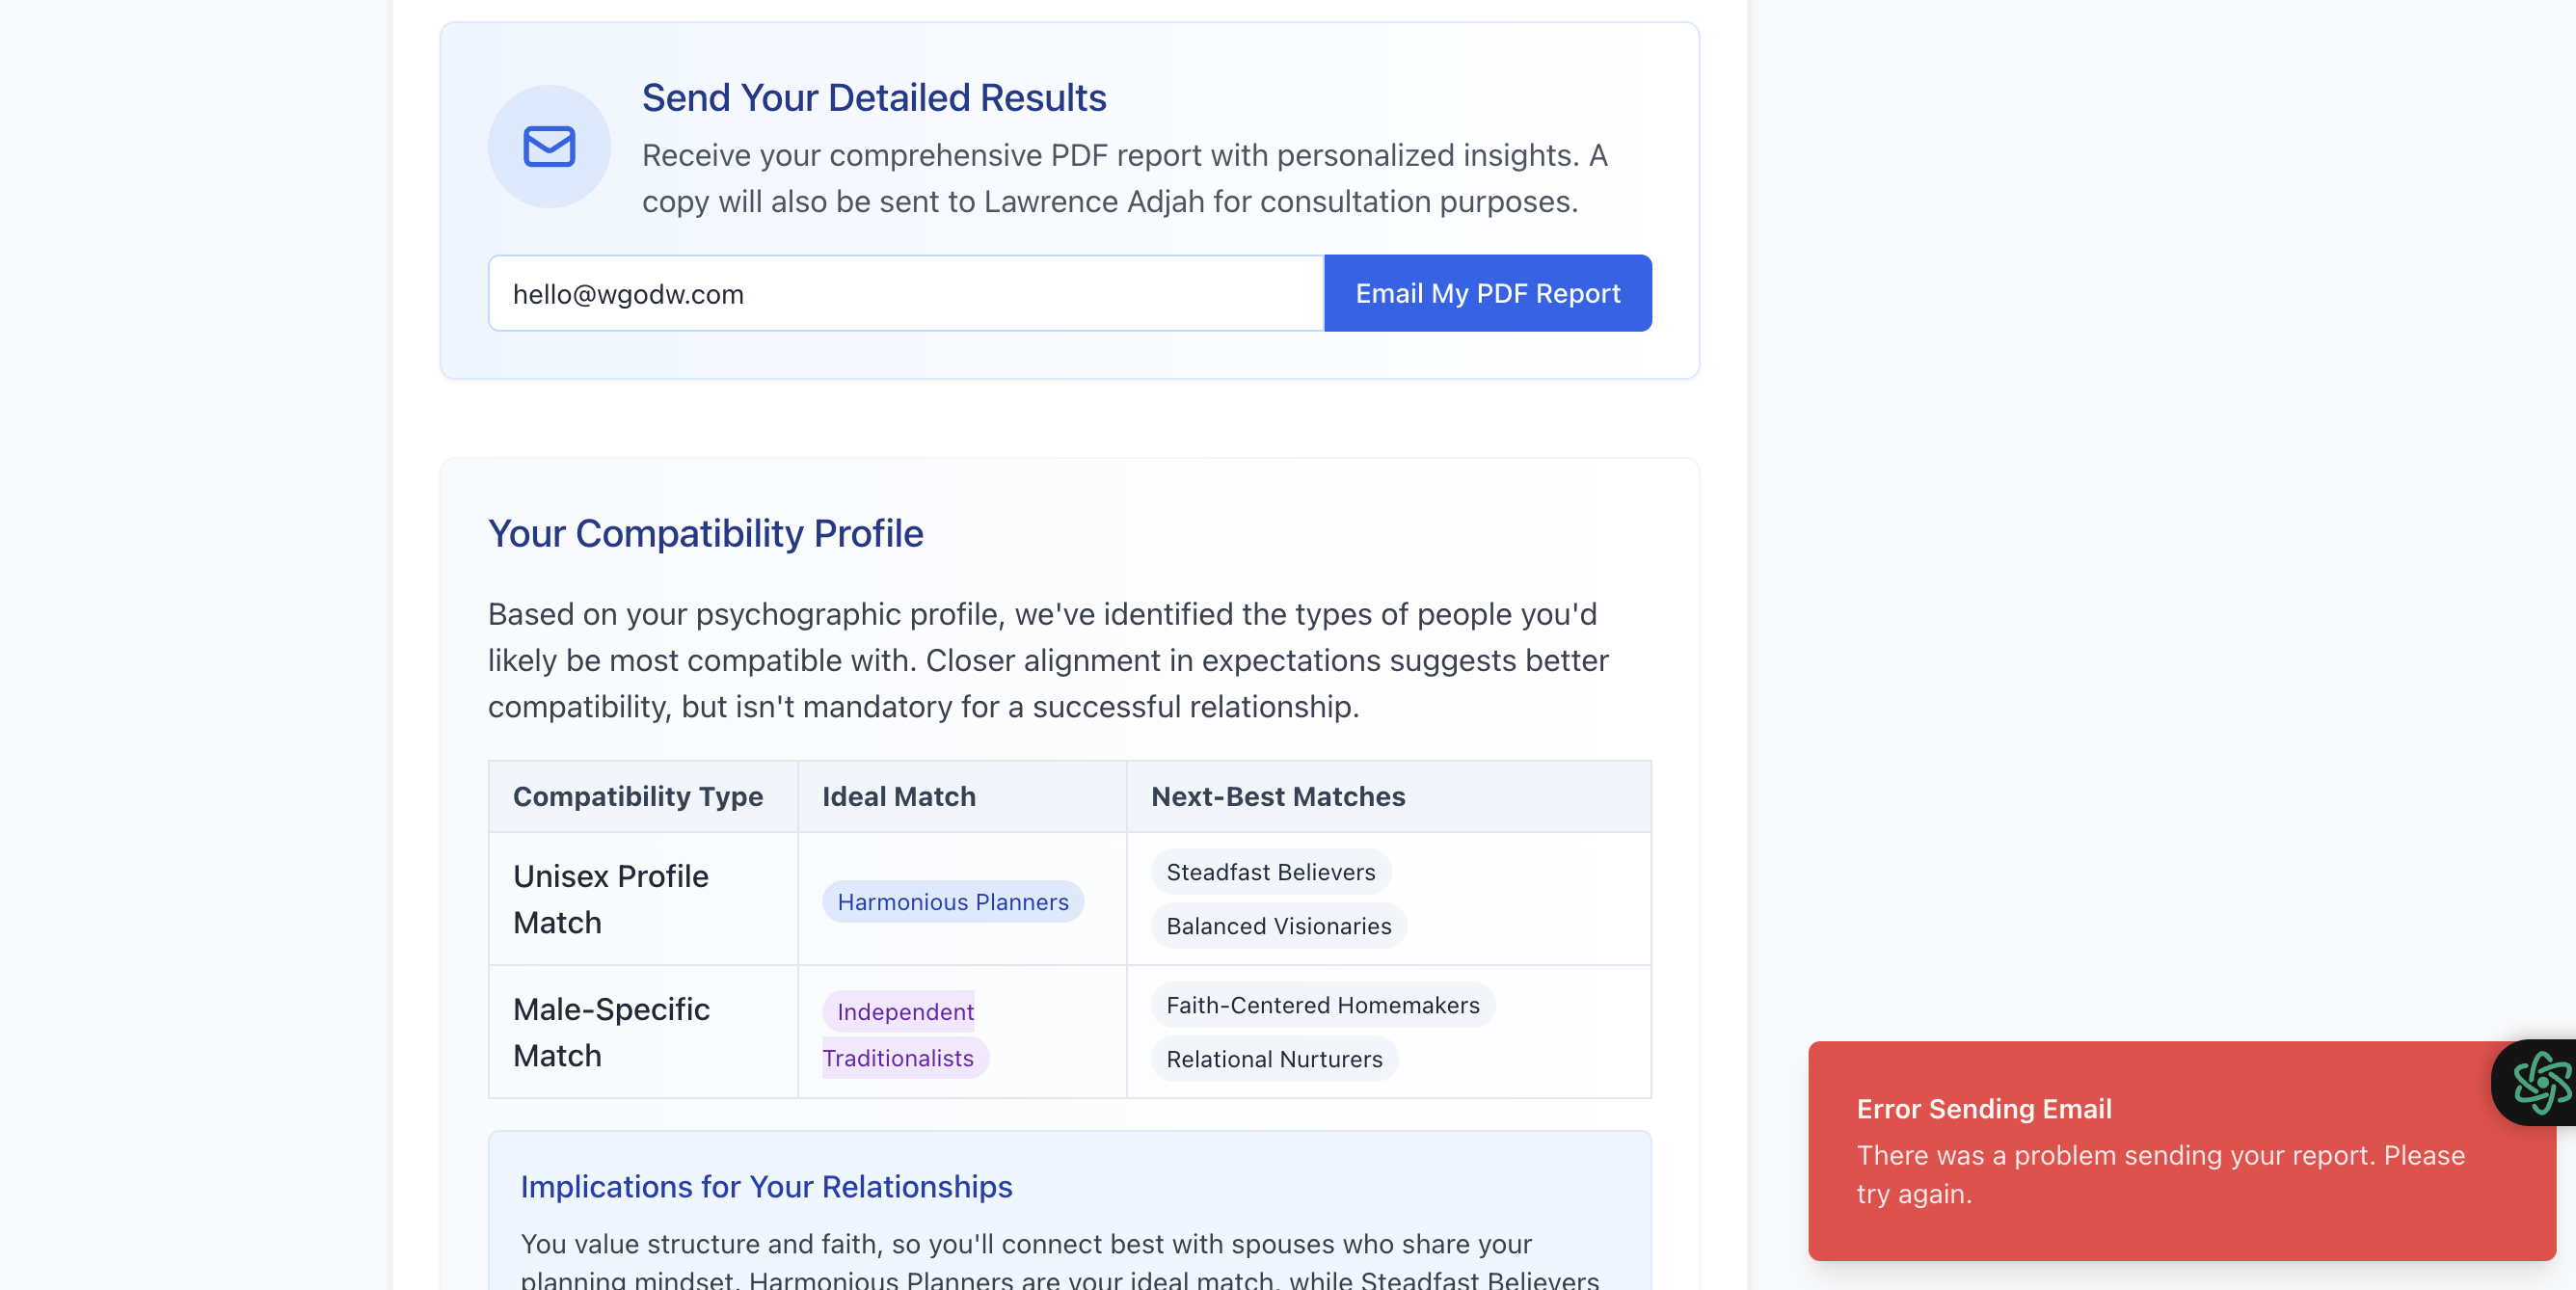 Send Your Detailed Results
Receive your comprehensive PDF report with personalized insights. A
copy will also be sent to Lawrence Adjah for consultation purposes.
hello@wgodw.com
Email My PDF Report
Your Compatibility Profile
Based on your psychographic profile, we've identified the types of people you'd
likely be most compatible with. Closer alignment in expectations suggests better
compatibility, but isn't mandatory for a successful relationship.
Compatibility Type
Ideal Match
Next-Best Matches
Unisex Profile
Match
Harmonious Planners
Steadfast Believers
Balanced Visionaries
Male-Specific
Match
Independent
Traditionalists
Faith-Centered Homemakers
Relational Nurturers
Implications for Your Relationships
You value structure and faith, so you'll connect best with spouses who share your
planning mindset. Harmonious Planners are your ideal match, while Steadfast Believers
Error Sending Email
There was a problem sending your report. Please
try again.